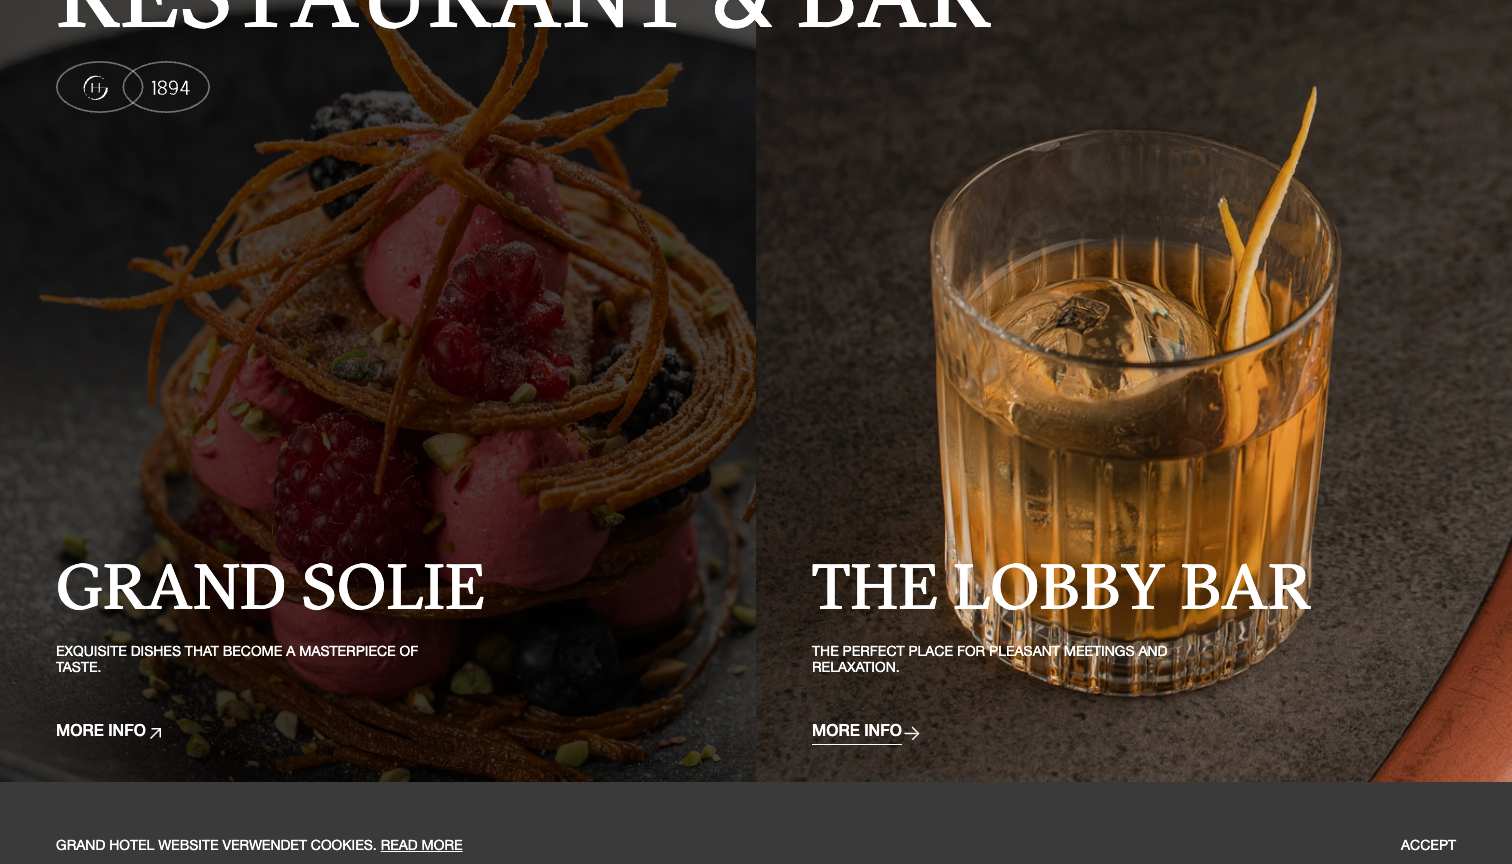 RESTAURANT & BAR
H 1894
GRAND SOLIE
EXQUISITE DISHES THAT BECOME A MASTERPIECE OF
TASTE.
MORE INFO
THE LOBBY BAR
THE PERFECT PLACE FOR PLEASANT MEETINGS AND
RELAXATION.
MORE INFO
GRAND HOTEL WEBSITE VERWENDET COOKIES. READ MORE
ACCEPT